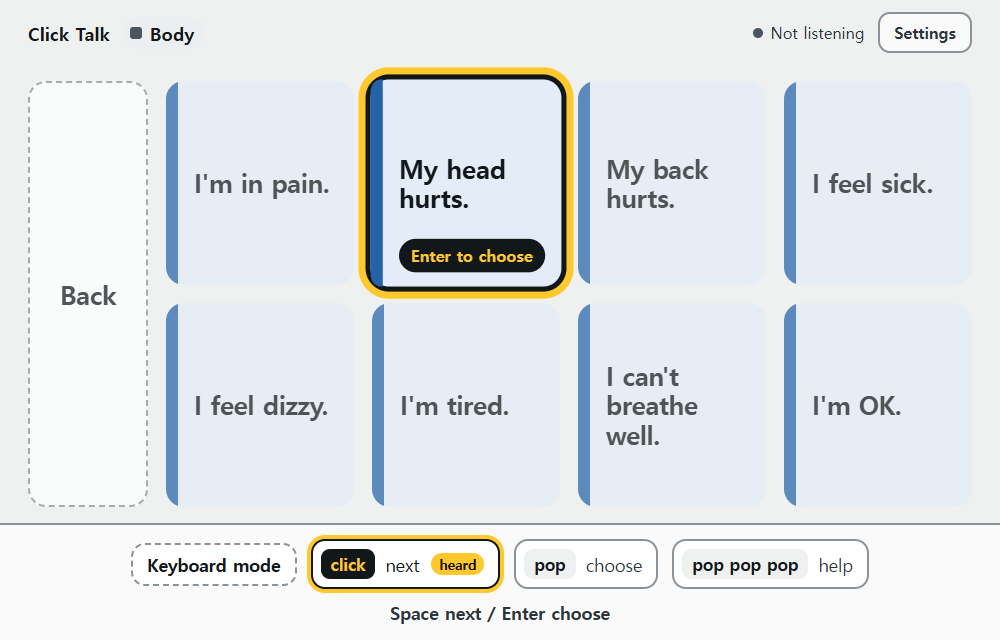 Click Talk
Body
Not listening
Settings
Back
I'm in pain.
My head
hurts.
Enter to choose
My back
hurts.
I feel sick.
I feel dizzy.
I'm tired.
I can't
breathe
well.
I'm OK.
Keyboard mode
click next heard
pop choose
pop pop pop help
Space next / Enter choose